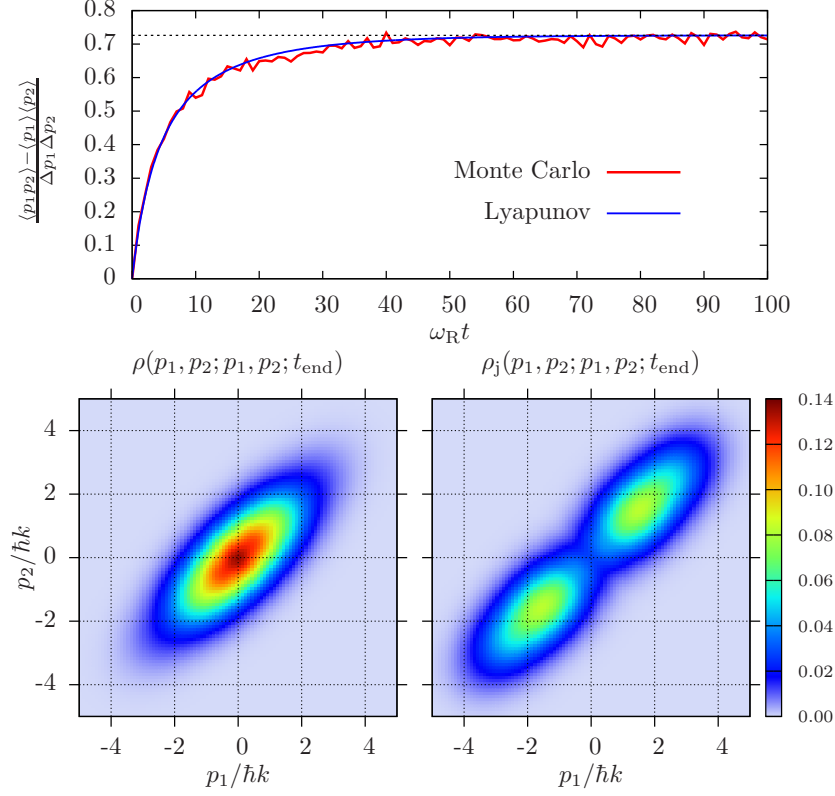 0.8
0.7
0.6
0.5
0.4
0.3
0.2
0.1
0
⟨p₁p₂⟩−⟨p₁⟩⟨p₂⟩
Δp₁Δp₂
Monte Carlo
Lyapunov
0 10 20 30 40 50 60 70 80 90 100
ω_R t
ρ(p₁, p₂; p₁, p₂; t_end)
ρ_j(p₁, p₂; p₁, p₂; t_end)
4
2
0
-2
-4
p₂/ħk
0.14
0.12
0.10
0.08
0.06
0.04
0.02
0.00
-4 -2 0 2 4
-4 -2 0 2 4
p₁/ħk
p₁/ħk